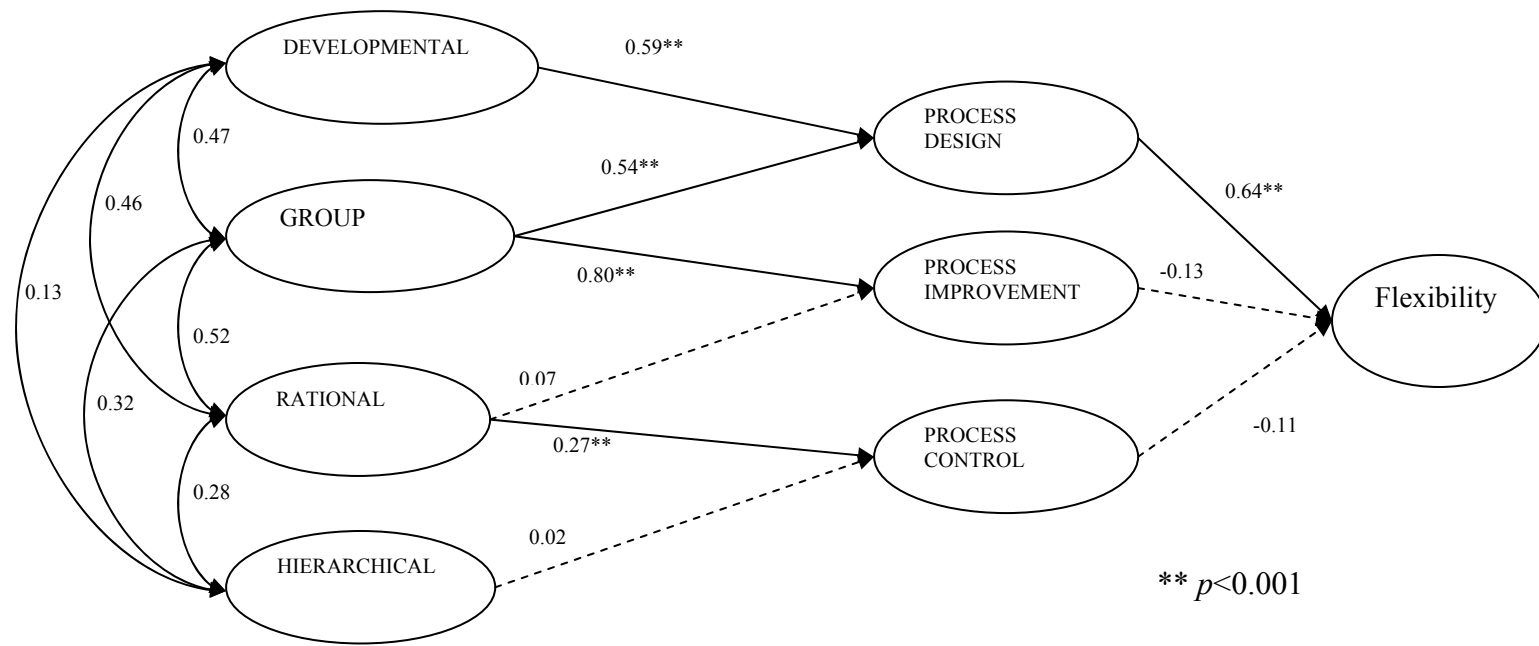 DEVELOPMENTAL
0.59**
PROCESS
DESIGN
0.47
0.54**
0.64**
0.46
GROUP
PROCESS
IMPROVEMENT
-0.13
0.80**
0.13
Flexibility
0.52
0.07
RATIONAL
0.32
0.27**
PROCESS
CONTROL
-0.11
0.28
0.02
HIERARCHICAL
** p<0.001